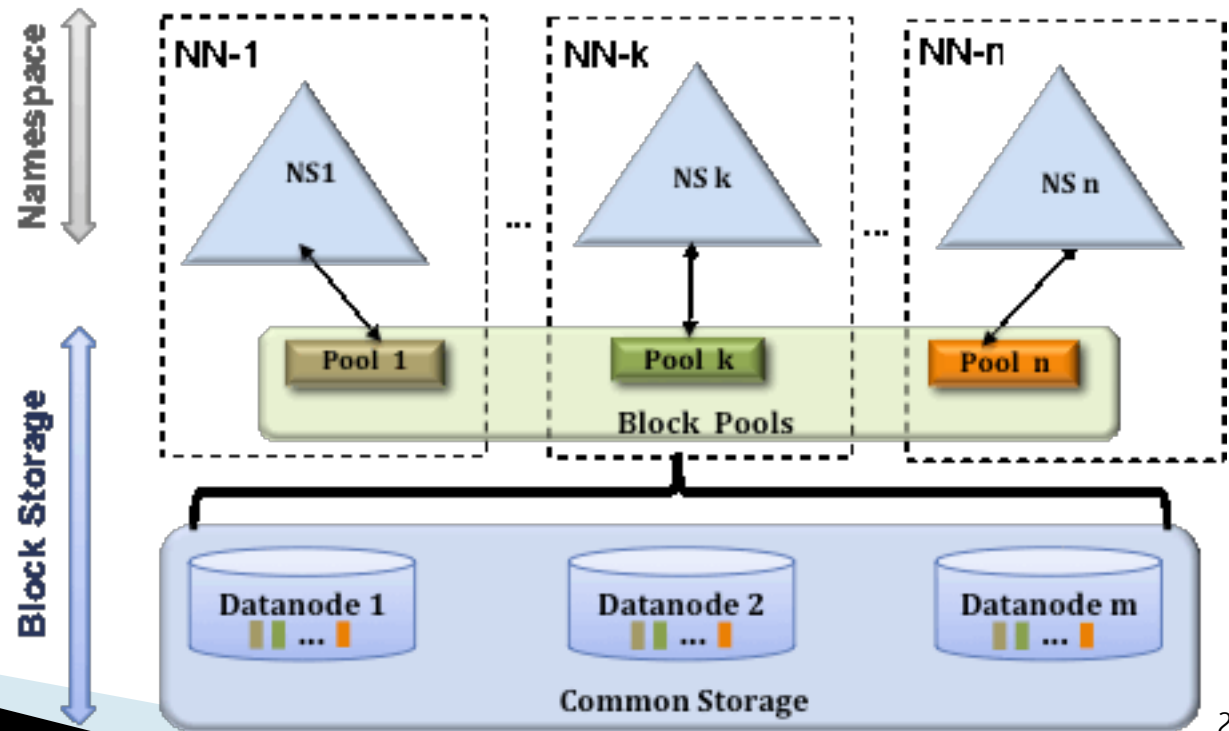 Namespace
NN-1
NN-k
NN-n
NS1
NS k
NS n
...
...
Pool 1
Pool k
Pool n
Block Pools
Block Storage
Datanode 1
...
Datanode 2
...
Datanode m
...
Common Storage
2